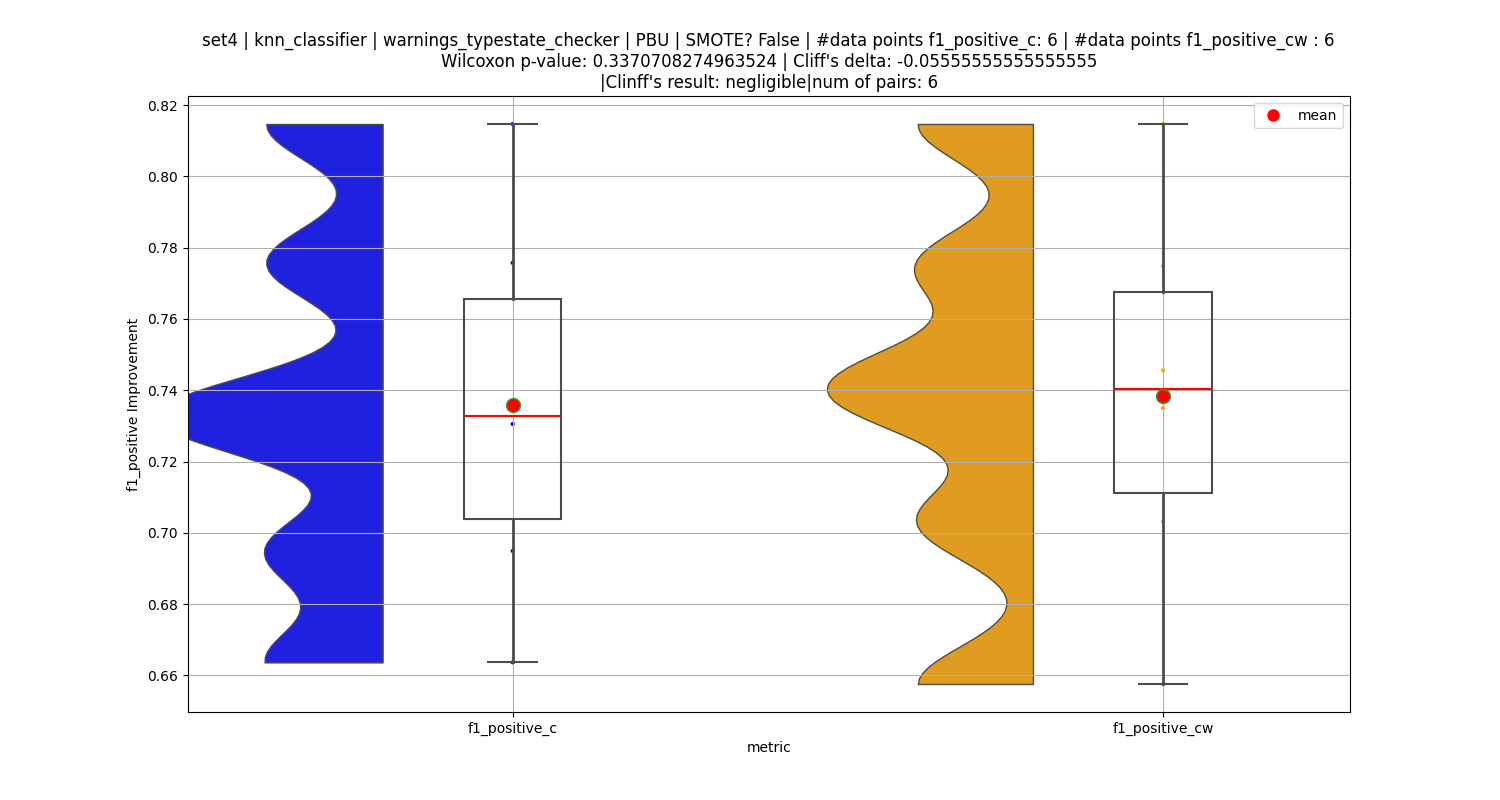 set4 | knn_classifier | warnings_typestate_checker | PBU | SMOTE? False | #data points f1_positive_c: 6 | #data points f1_positive_cw : 6
Wilcoxon p-value: 0.3370708274963524 | Cliff's delta: -0.05555555555555555
|Clinff's result: negligible|num of pairs: 6
mean
0.82
0.80
0.78
0.76
0.74
0.72
0.70
0.68
0.66
f1_positive Improvement
f1_positive_c
f1_positive_cw
metric